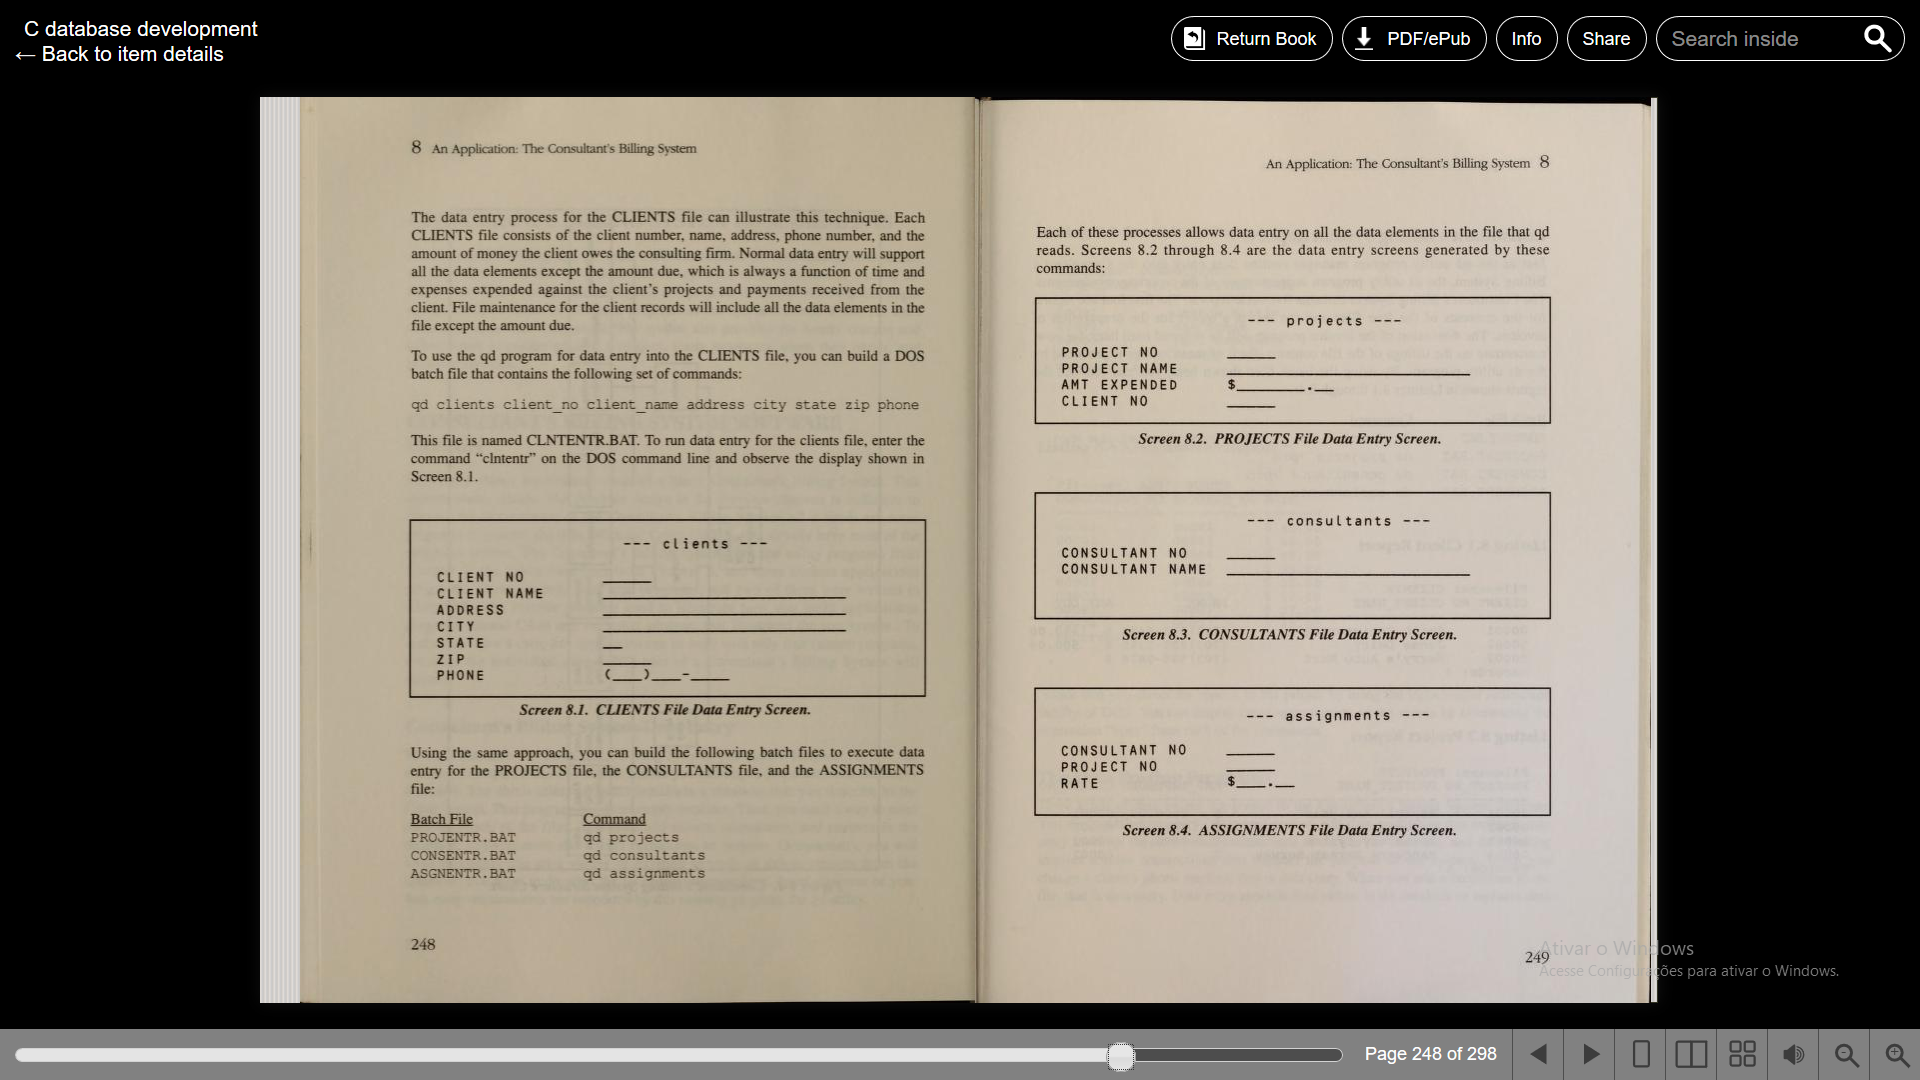 C database development
← Back to item details
Return Book
PDF/ePub
Info
Share
Search inside
8 An Application: The Consultant's Billing System
The data entry process for the CLIENTS file can illustrate this technique. Each
CLIENTS file consists of the client number, name, address, phone number, and the
amount of money the client owes the consulting firm. Normal data entry will support
all the data elements except the amount due, which is always a function of time and
expenses expended against the client's projects and payments received from the
client. File maintenance for the client records will include all the data elements in the
file except the amount due.
To use the qd program for data entry into the CLIENTS file, you can build a DOS
batch file that contains the following set of commands:
qd clients client_no client_name address city state zip phone
This file is named CLNTENTR.BAT. To run data entry for the clients file, enter the
command “clntentr” on the DOS command line and observe the display shown in
Screen 8.1.
--- clients ---
CLIENT NO _____
CLIENT NAME _________________________
ADDRESS _________________________
CITY _________________________
STATE __
ZIP _____
PHONE (___)___-____
Screen 8.1. CLIENTS File Data Entry Screen.
Using the same approach, you can build the following batch files to execute data
entry for the PROJECTS file, the CONSULTANTS file, and the ASSIGNMENTS
file:
Batch File Command
PROJENTR.BAT qd projects
CONSENTR.BAT qd consultants
ASGNENTR.BAT qd assignments
248
An Application: The Consultant's Billing System 8
Each of these processes allows data entry on all the data elements in the file that qd
reads. Screens 8.2 through 8.4 are the data entry screens generated by these
commands:
--- projects ---
PROJECT NO _____
PROJECT NAME _________________________
AMT EXPENDED $_______.__
CLIENT NO _____
Screen 8.2. PROJECTS File Data Entry Screen.
--- consultants ---
CONSULTANT NO _____
CONSULTANT NAME _________________________
Screen 8.3. CONSULTANTS File Data Entry Screen.
--- assignments ---
CONSULTANT NO _____
PROJECT NO _____
RATE $___.__
Screen 8.4. ASSIGNMENTS File Data Entry Screen.
249
Ativar o Windows
Acesse Configurações para ativar o Windows.
Page 248 of 298